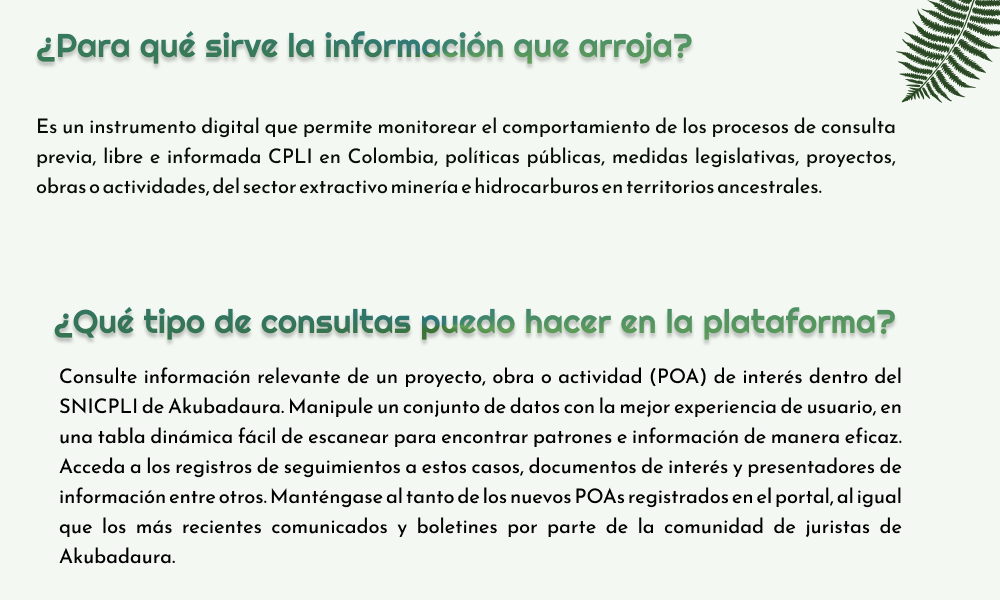 ¿Para qué sirve la información que arroja?
Es un instrumento digital que permite monitorear el comportamiento de los procesos de consulta
previa, libre e informada CPLI en Colombia, políticas públicas, medidas legislativas, proyectos,
obras o actividades, del sector extractivo minería e hidrocarburos en territorios ancestrales.
¿Qué tipo de consultas puedo hacer en la plataforma?
Consulte información relevante de un proyecto, obra o actividad (POA) de interés dentro del
SNICPLI de Akubadaura. Manipule un conjunto de datos con la mejor experiencia de usuario, en
una tabla dinámica fácil de escanear para encontrar patrones e información de manera eficaz.
Acceda a los registros de seguimientos a estos casos, documentos de interés y presentadores de
información entre otros. Manténgase al tanto de los nuevos POAs registrados en el portal, al igual
que los más recientes comunicados y boletines por parte de la comunidad de juristas de
Akubadaura.